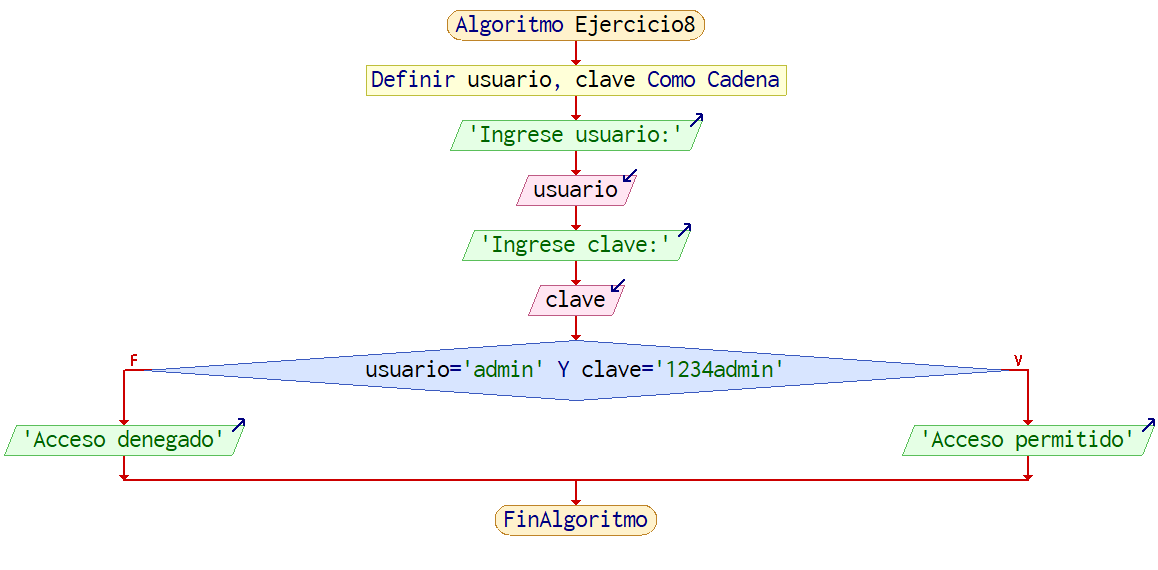 Algoritmo Ejercicio8
Definir usuario, clave Como Cadena
'Ingrese usuario:'
usuario
'Ingrese clave:'
clave
F
V
usuario='admin' Y clave='1234admin'
'Acceso denegado'
'Acceso permitido'
FinAlgoritmo